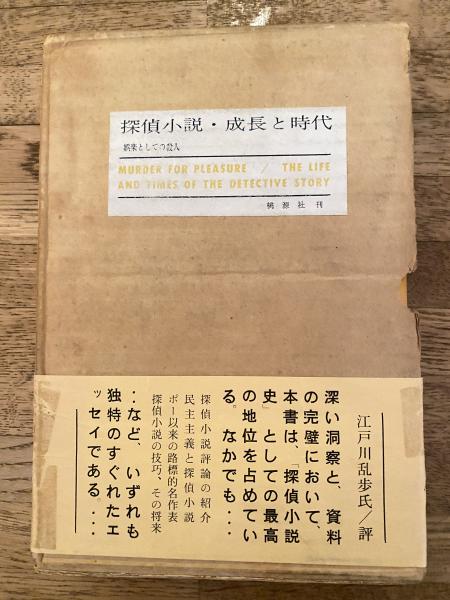 探偵小説・成長と時代
娯楽としての殺人
MURDER FOR PLEASURE / THE LIFE
AND TIMES OF THE DETECTIVE STORY
桃源社刊
江戸川乱歩氏/評
深い洞察と、資料
の完璧において、
本書は、「探偵小説
史」としての最高
の地位を占めてい
る。なかでも・・・
探偵小説評論の紹介
民主主義と探偵小説
ポー以来の路標的名作表
探偵小説の技巧、その将来
・・など、いずれも
独特のすぐれたエ
ッセイである・・・